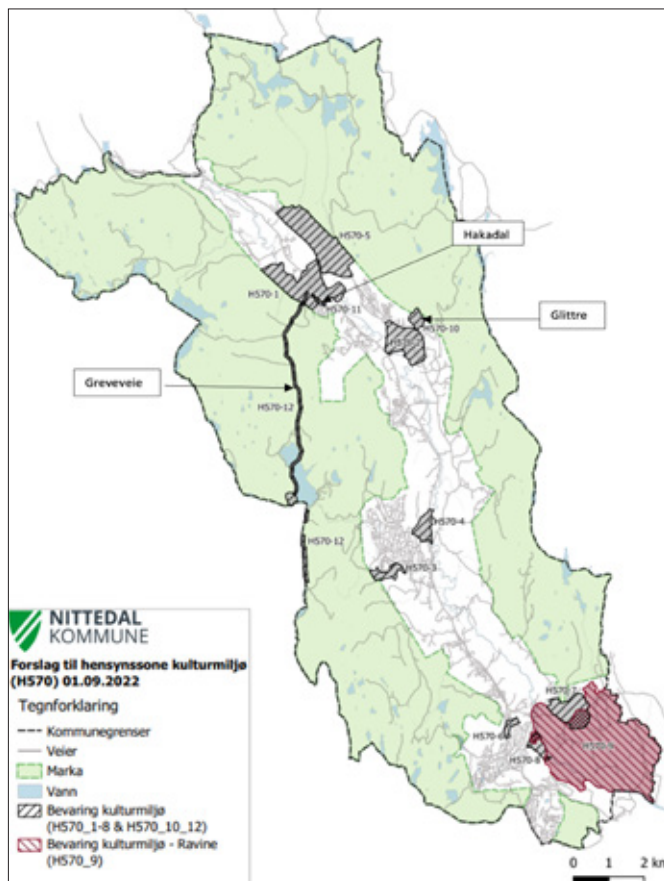 H570-5
Hakadal
H570-1
H570-11
Glittre
H570-10
Greveveie
H570-12
H570-4
H570-12
H570-3
H570-7
H570-6
H570-8
NITTEDAL
KOMMUNE
Forslag til hensynssone kulturmiljø
(H570) 01.09.2022
Tegnforklaring
Kommunegrenser
Veier
Marka
Vann
Bevaring kulturmiljø
(H570_1-8 & H570_10_12)
Bevaring kulturmiljø - Ravine
(H570_9)
0 1 2 km